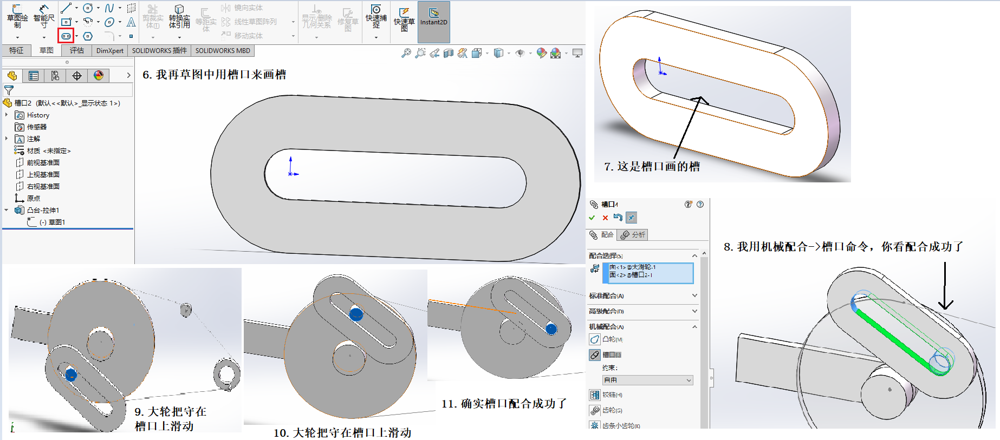 草图绘制
智能尺寸
剪裁实体(T)
转换实体引用
等距实体
镜向实体
线性草图阵列
移动实体
显示/删除几何关系
修复草图
快速捕捉
快速草图
Instant2D
特征
草图
评估
DimXpert
SOLIDWORKS 插件
SOLIDWORKS MBD
槽口2 (默认<<默认>_显示状态 1>)
History
传感器
注解
材质 <未指定>
前视基准面
上视基准面
右视基准面
原点
凸台-拉伸1
(-) 草图1
6.我再草图中用槽口来画槽
7.这是槽口画的槽
槽口4
配合
分析
配合选择(S)
面<1>@大滑轮-1
面<2>@槽口2-1
标准配合(A)
高级配合(D)
机械配合(A)
凸轮(M)
槽口(L)
约束:
自由
铰链(H)
齿轮(G)
齿条小齿轮(K)
8.我用机械配合->槽口命令，你看配合成功了
9.大轮把守在
槽口上滑动
10.大轮把守在槽口上滑动
11.确实槽口配合成功了